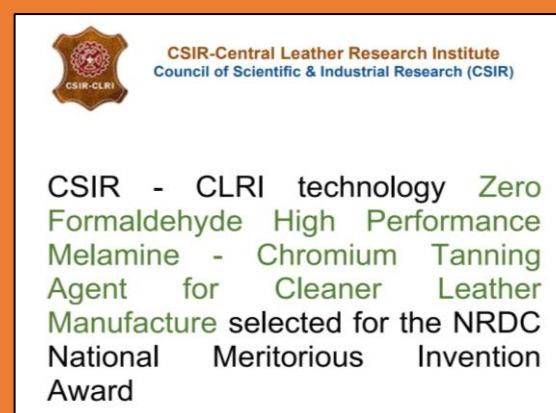 CSIR-CLRI
CSIR-Central Leather Research Institute
Council of Scientific & Industrial Research (CSIR)
CSIR - CLRI technology Zero
Formaldehyde High Performance
Melamine - Chromium Tanning
Agent for Cleaner Leather
Manufacture selected for the NRDC
National Meritorious Invention
Award